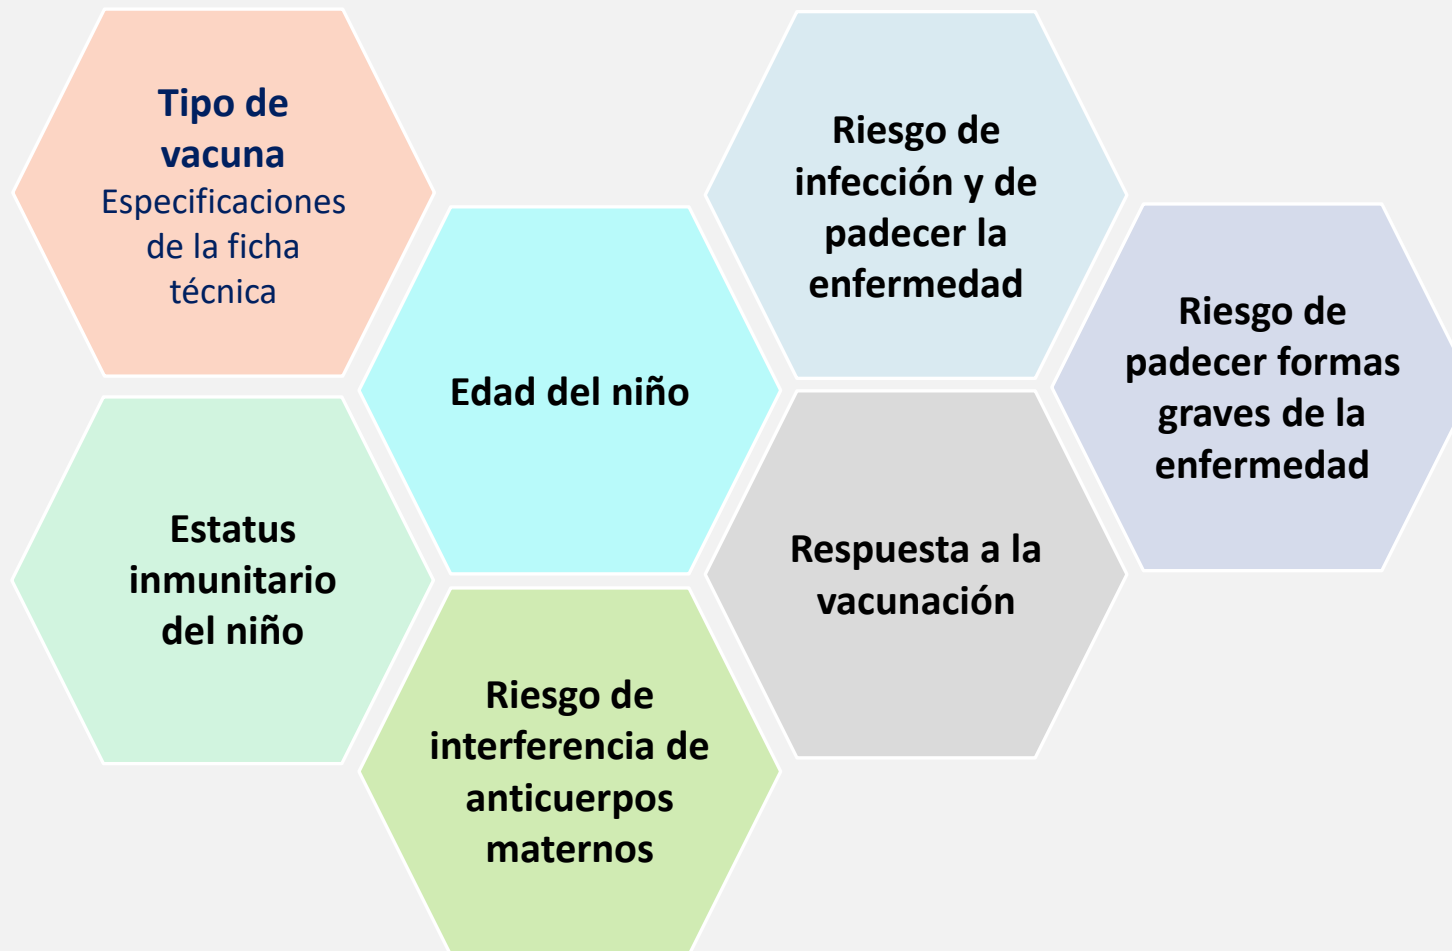 Tipo de
vacuna
Especificaciones
de la ficha
técnica
Riesgo de
infección y de
padecer la
enfermedad
Riesgo de
padecer formas
graves de la
enfermedad
Edad del niño
Estatus
inmunitario
del niño
Respuesta a la
vacunación
Riesgo de
interferencia de
anticuerpos
maternos